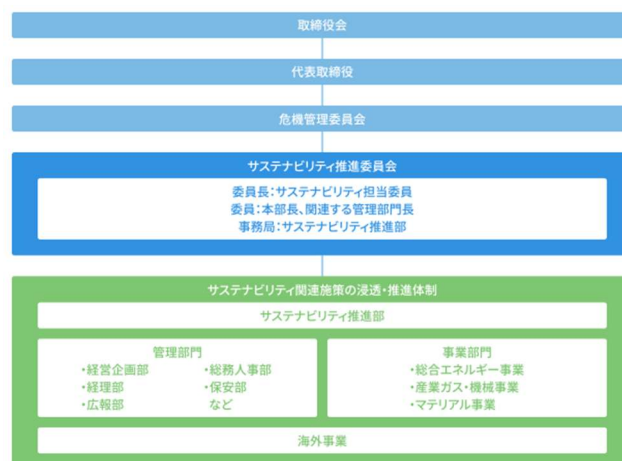 取締役会
代表取締役
危機管理委員会
サステナビリティ推進委員会
委員長：サステナビリティ担当委員
委員：本部長、関連する管理部門長
事務局：サステナビリティ推進部
サステナビリティ関連施策の浸透・推進体制
サステナビリティ推進部
管理部門
・経営企画部 ・総務人事部
・経理部 ・保安部
・広報部 など
事業部門
・総合エネルギー事業
・産業ガス・機械事業
・マテリアル事業
海外事業